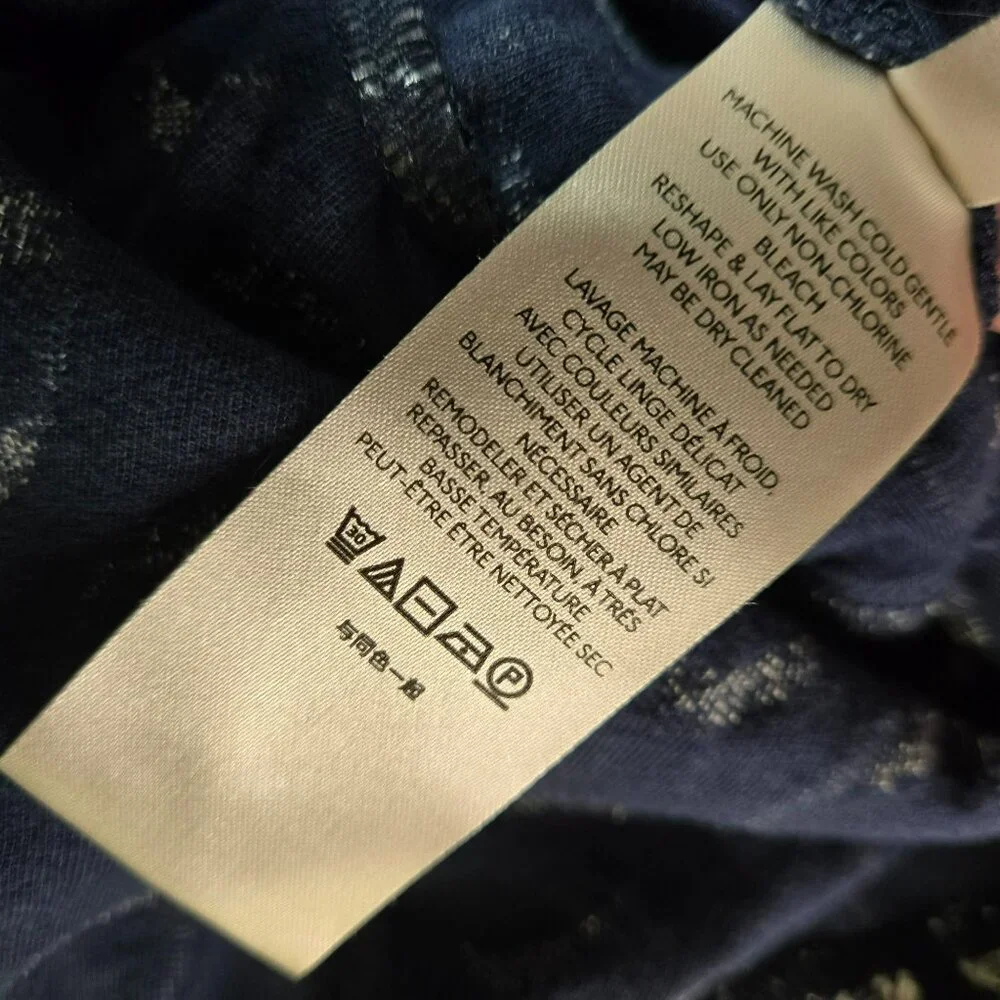 MACHINE WASH COLD GENTLE
WITH LIKE COLORS
USE ONLY NON-CHLORINE
BLEACH
RESHAPE & LAY FLAT TO DRY
LOW IRON AS NEEDED
MAY BE DRY CLEANED
LAVAGE MACHINE À FROID,
CYCLE LINGE DÉLICAT
AVEC COULEURS SIMILAIRES
UTILISER UN AGENT DE
BLANCHIMENT SANS CHLORE SI
NÉCESSAIRE
REMODELER ET SÉCHER À PLAT
REPASSER, AU BESOIN, À TRÈS
BASSE TEMPÉRATURE
PEUT-ÊTRE ÊTRE NETTOYÉE SEC
30 P
与同色一起